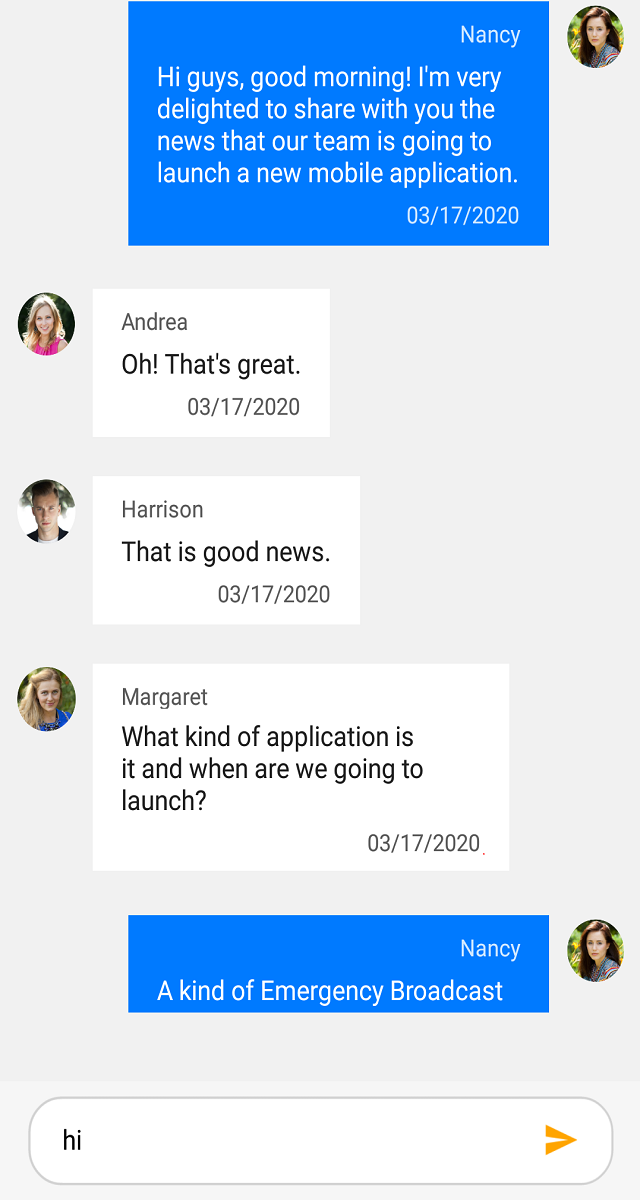 Nancy
Hi guys, good morning! I'm very
delighted to share with you the
news that our team is going to
launch a new mobile application.
03/17/2020
Andrea
Oh! That's great.
03/17/2020
Harrison
That is good news.
03/17/2020
Margaret
What kind of application is
it and when are we going to
launch?
03/17/2020
Nancy
A kind of Emergency Broadcast
hi